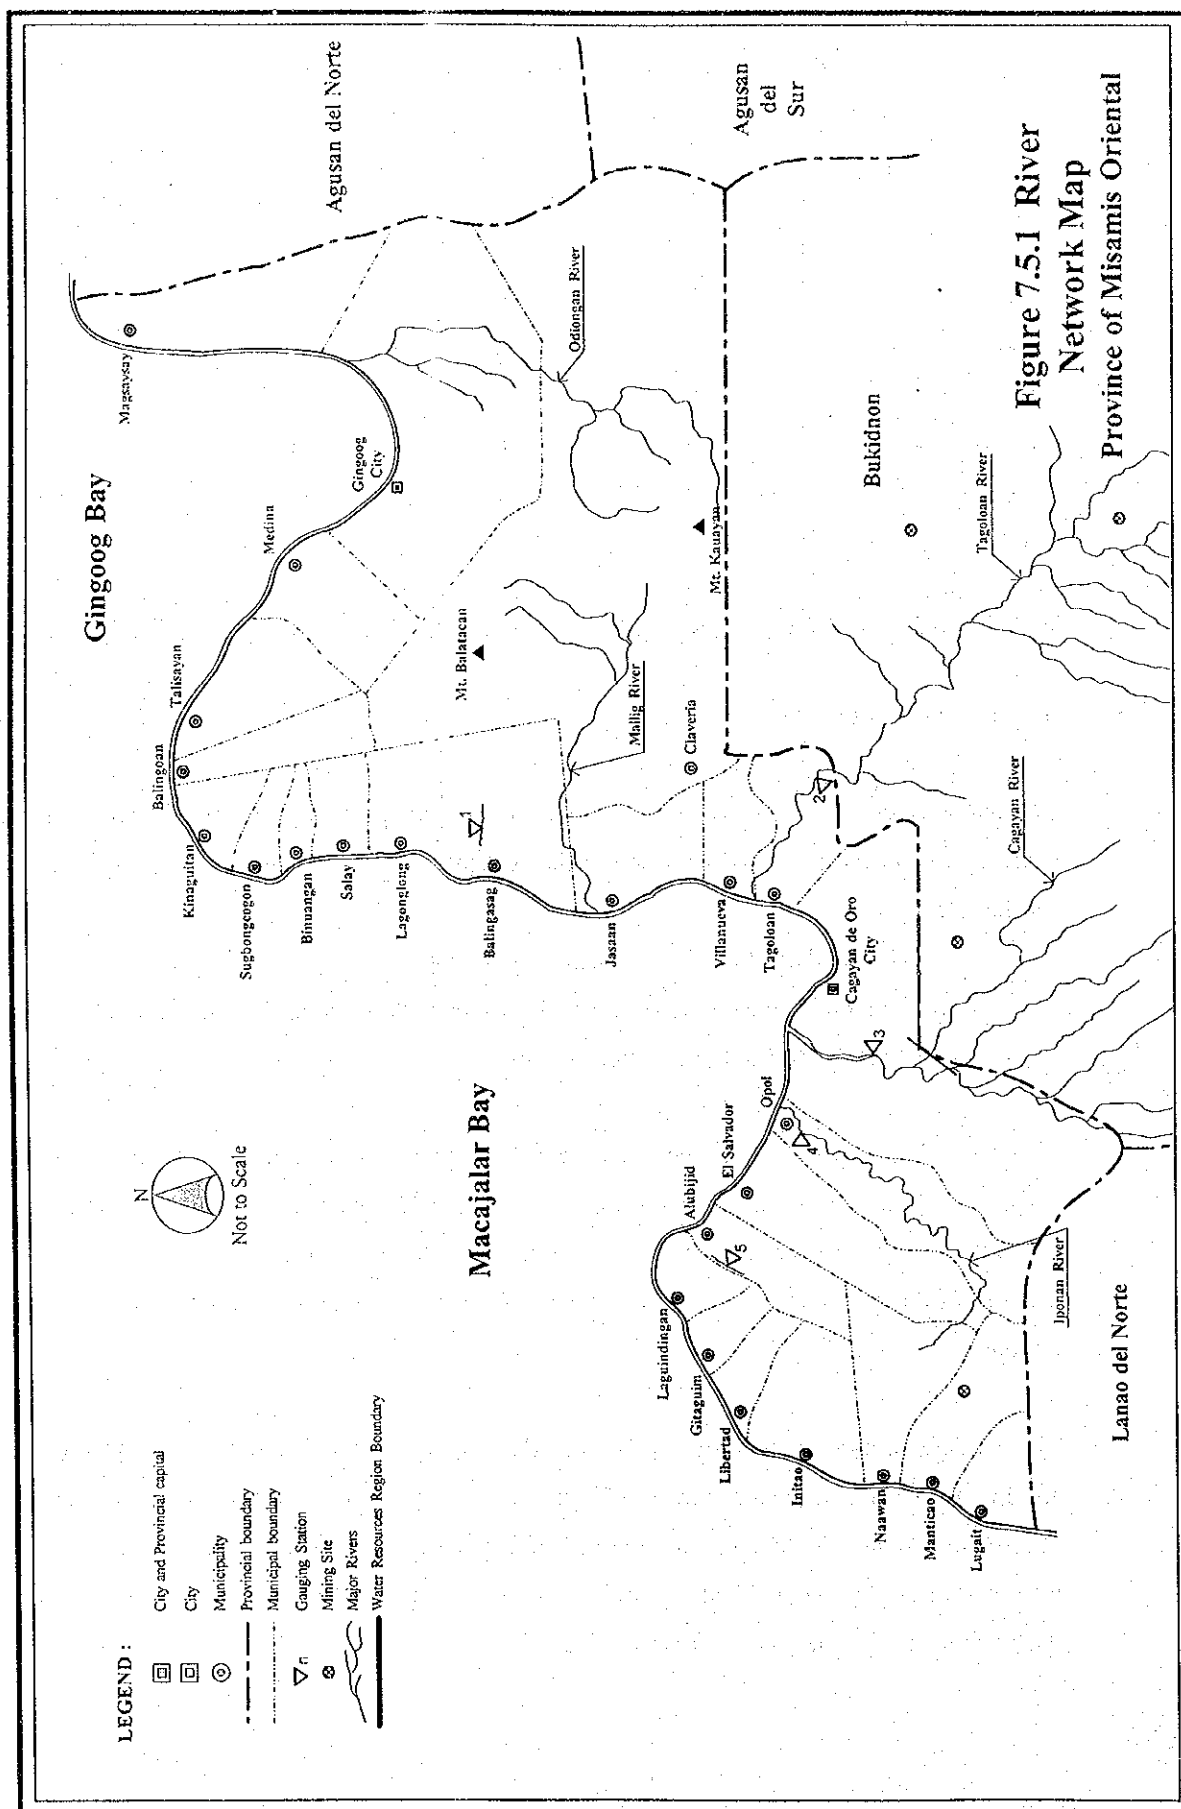 Gingoog Bay
Macajalar Bay
Agusan del Norte
Agusan
del
Sur
Bukidnon
Lanao del Norte
Magsaysay
Gingoog
City
Medina
Talisayan
Balingoan
Kinaguitan
Sugbongcogon
Binuangan
Salay
Lagonglong
Balingasag
Jasaan
Villanueva
Tagoloan
Cagayan de Oro
City
Opol
El Salvador
Alubijid
Laguindingan
Gitaguim
Libertad
Initao
Naawan
Manticao
Lugait
Claveria
Mt. Balatacan
Mt. Kauayan
Odiongan River
Mallig River
Tagoloan River
Cagayan River
Iponan River
1
2
3
4
5
N
Not to Scale
LEGEND :
City and Provincial capital
City
Municipality
Provincial boundary
Municipal boundary
n Gauging Station
Mining Site
Major Rivers
Water Resources Region Boundary
Figure 7.5.1 River
Network Map
Province of Misamis Oriental